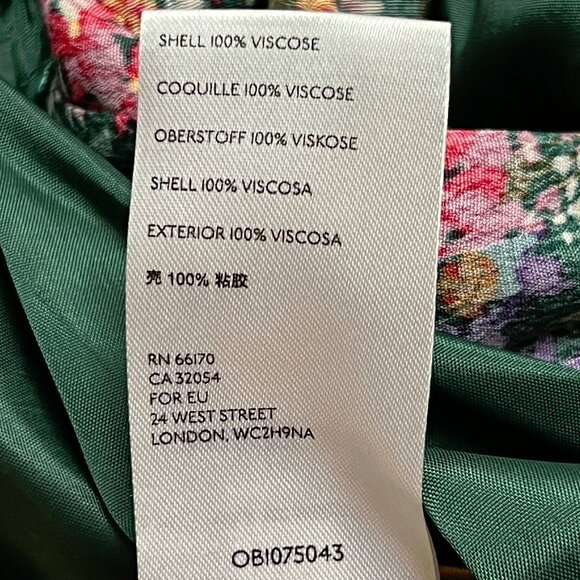 SHELL 100% VISCOSE
COQUILLE 100% VISCOSE
OBERSTOFF 100% VISKOSE
SHELL 100% VISCOSA
EXTERIOR 100% VISCOSA
壳 100% 粘胶
RN 66170
CA 32054
FOR EU
24 WEST STREET
LONDON, WC2H9NA
OB1075043